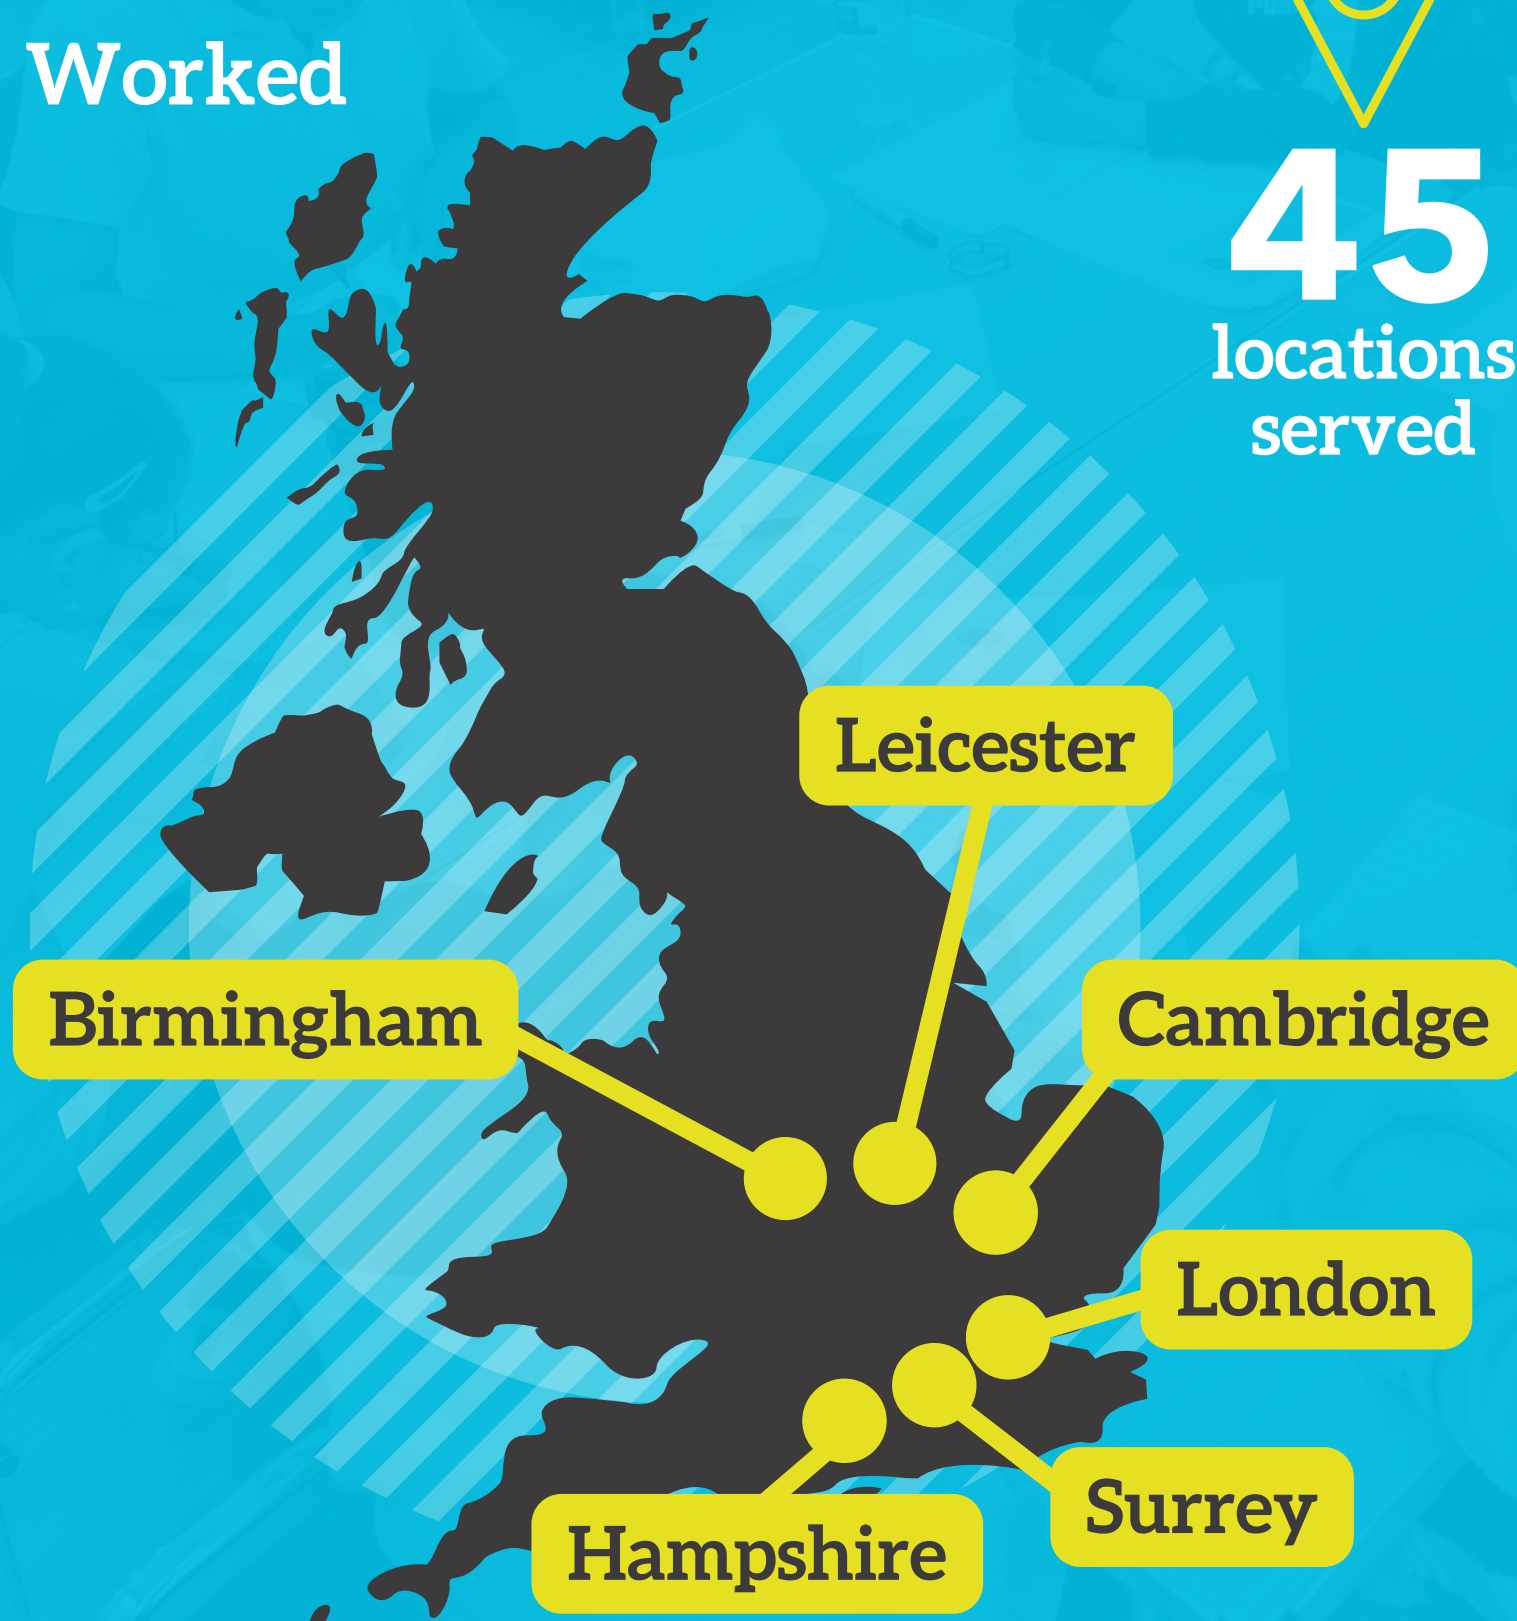 Worked
45
locations
served
Leicester
Birmingham
Cambridge
London
Surrey
Hampshire